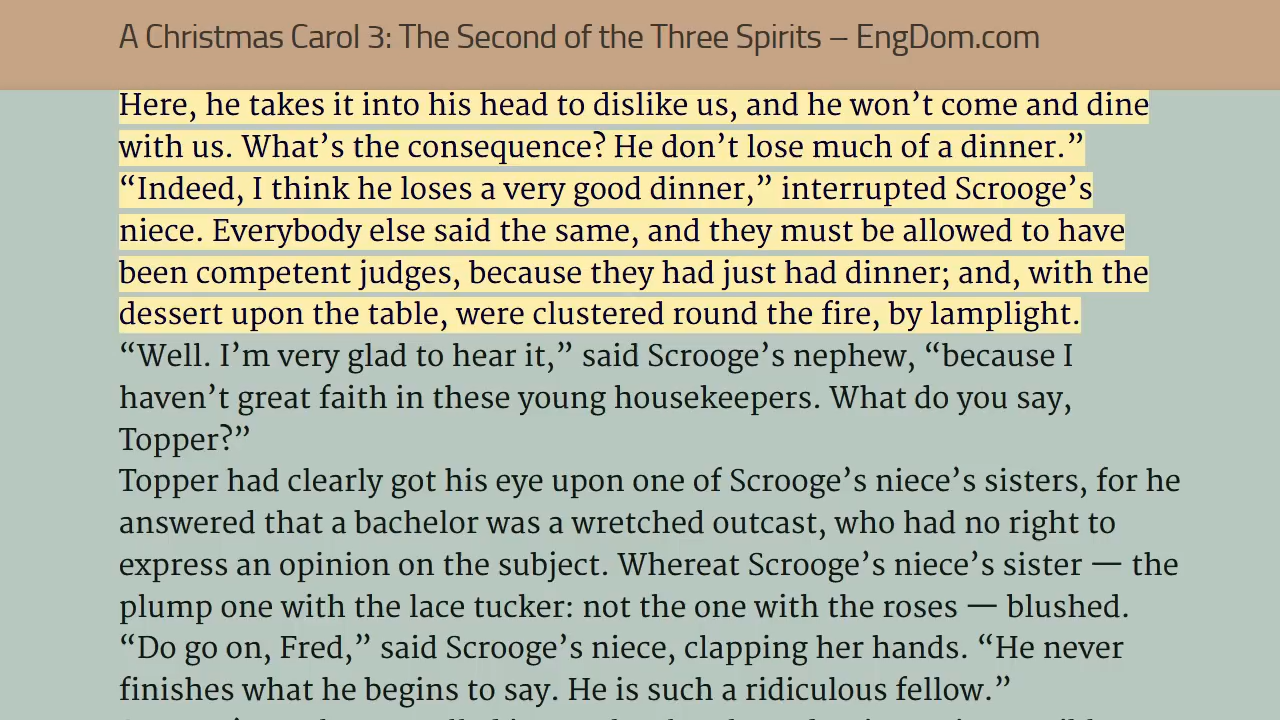 A Christmas Carol 3: The Second of the Three Spirits – EngDom.com
Here, he takes it into his head to dislike us, and he won’t come and dine
with us. What’s the consequence? He don’t lose much of a dinner.”
“Indeed, I think he loses a very good dinner,” interrupted Scrooge’s
niece. Everybody else said the same, and they must be allowed to have
been competent judges, because they had just had dinner; and, with the
dessert upon the table, were clustered round the fire, by lamplight.
“Well. I’m very glad to hear it,” said Scrooge’s nephew, “because I
haven’t great faith in these young housekeepers. What do you say,
Topper?”
Topper had clearly got his eye upon one of Scrooge’s niece’s sisters, for he
answered that a bachelor was a wretched outcast, who had no right to
express an opinion on the subject. Whereat Scrooge’s niece’s sister — the
plump one with the lace tucker: not the one with the roses — blushed.
“Do go on, Fred,” said Scrooge’s niece, clapping her hands. “He never
finishes what he begins to say. He is such a ridiculous fellow.”